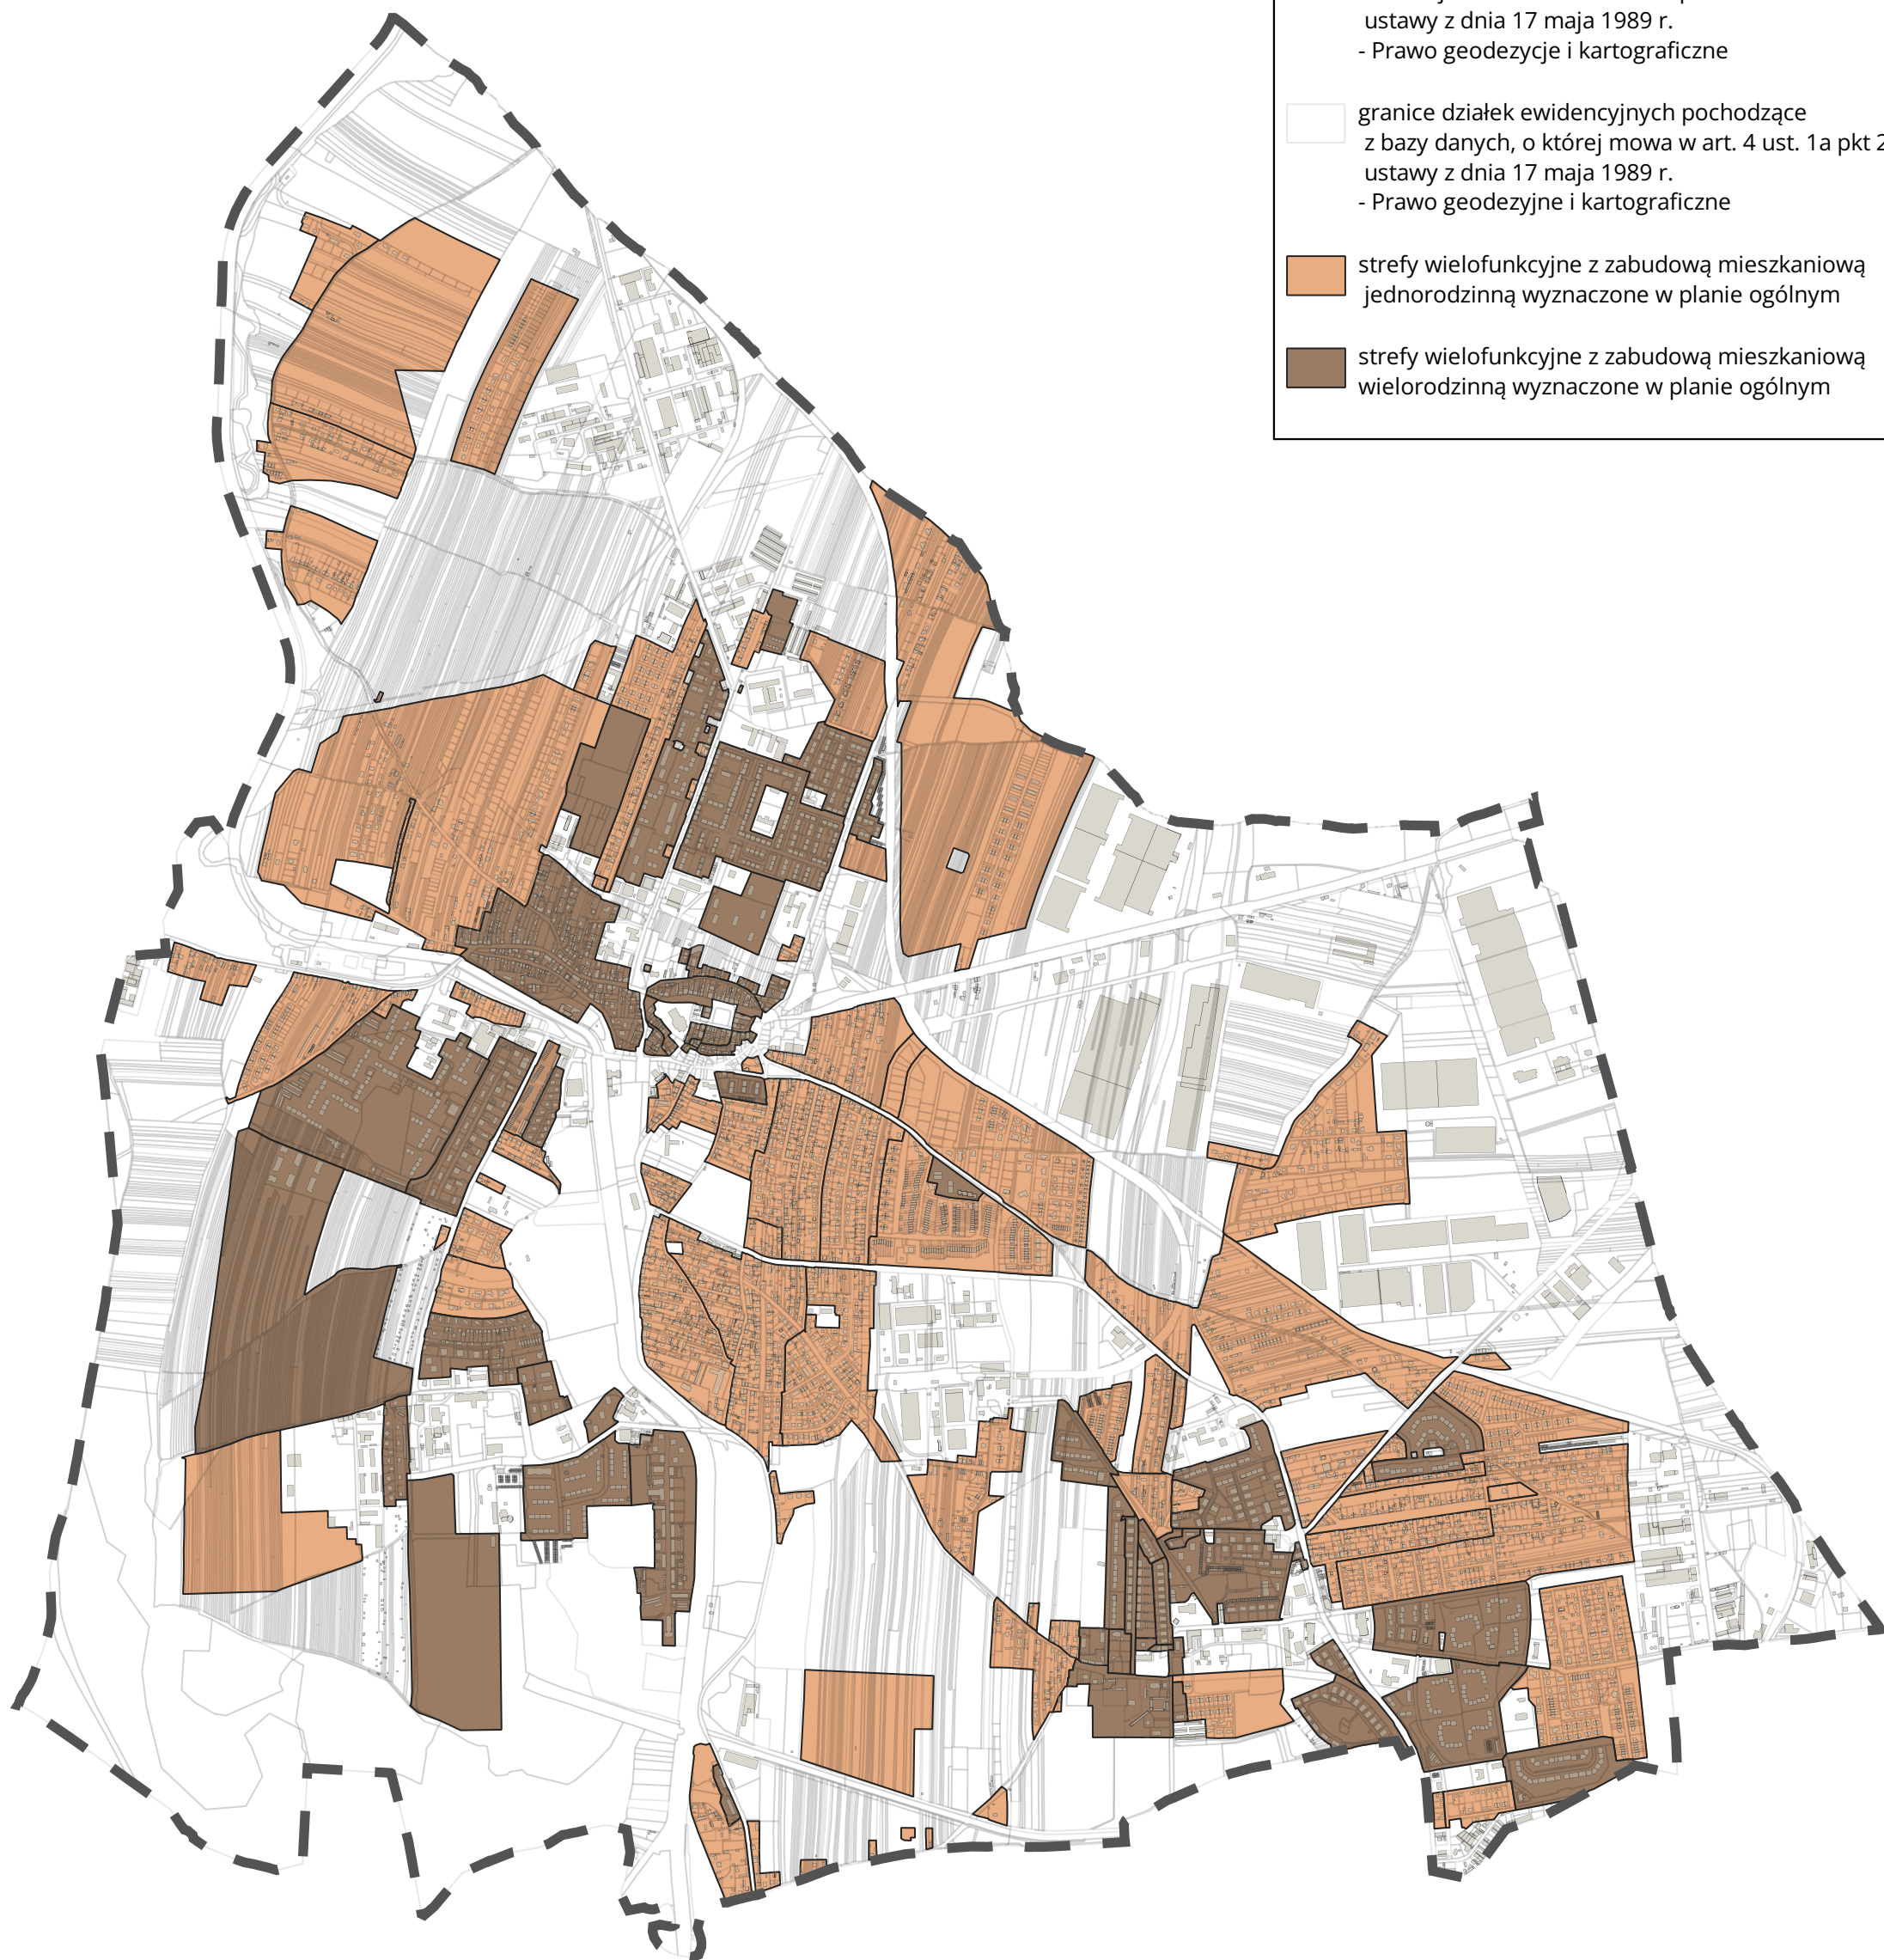 ustawy z dnia 17 maja 1989 r.
- Prawo geodezycje i kartograficzne
granice działek ewidencyjnych pochodzące
z bazy danych, o której mowa w art. 4 ust. 1a pkt 2
ustawy z dnia 17 maja 1989 r.
- Prawo geodezyjne i kartograficzne
strefy wielofunkcyjne z zabudową mieszkaniową
jednorodzinną wyznaczone w planie ogólnym
strefy wielofunkcyjne z zabudową mieszkaniową
wielorodzinną wyznaczone w planie ogólnym